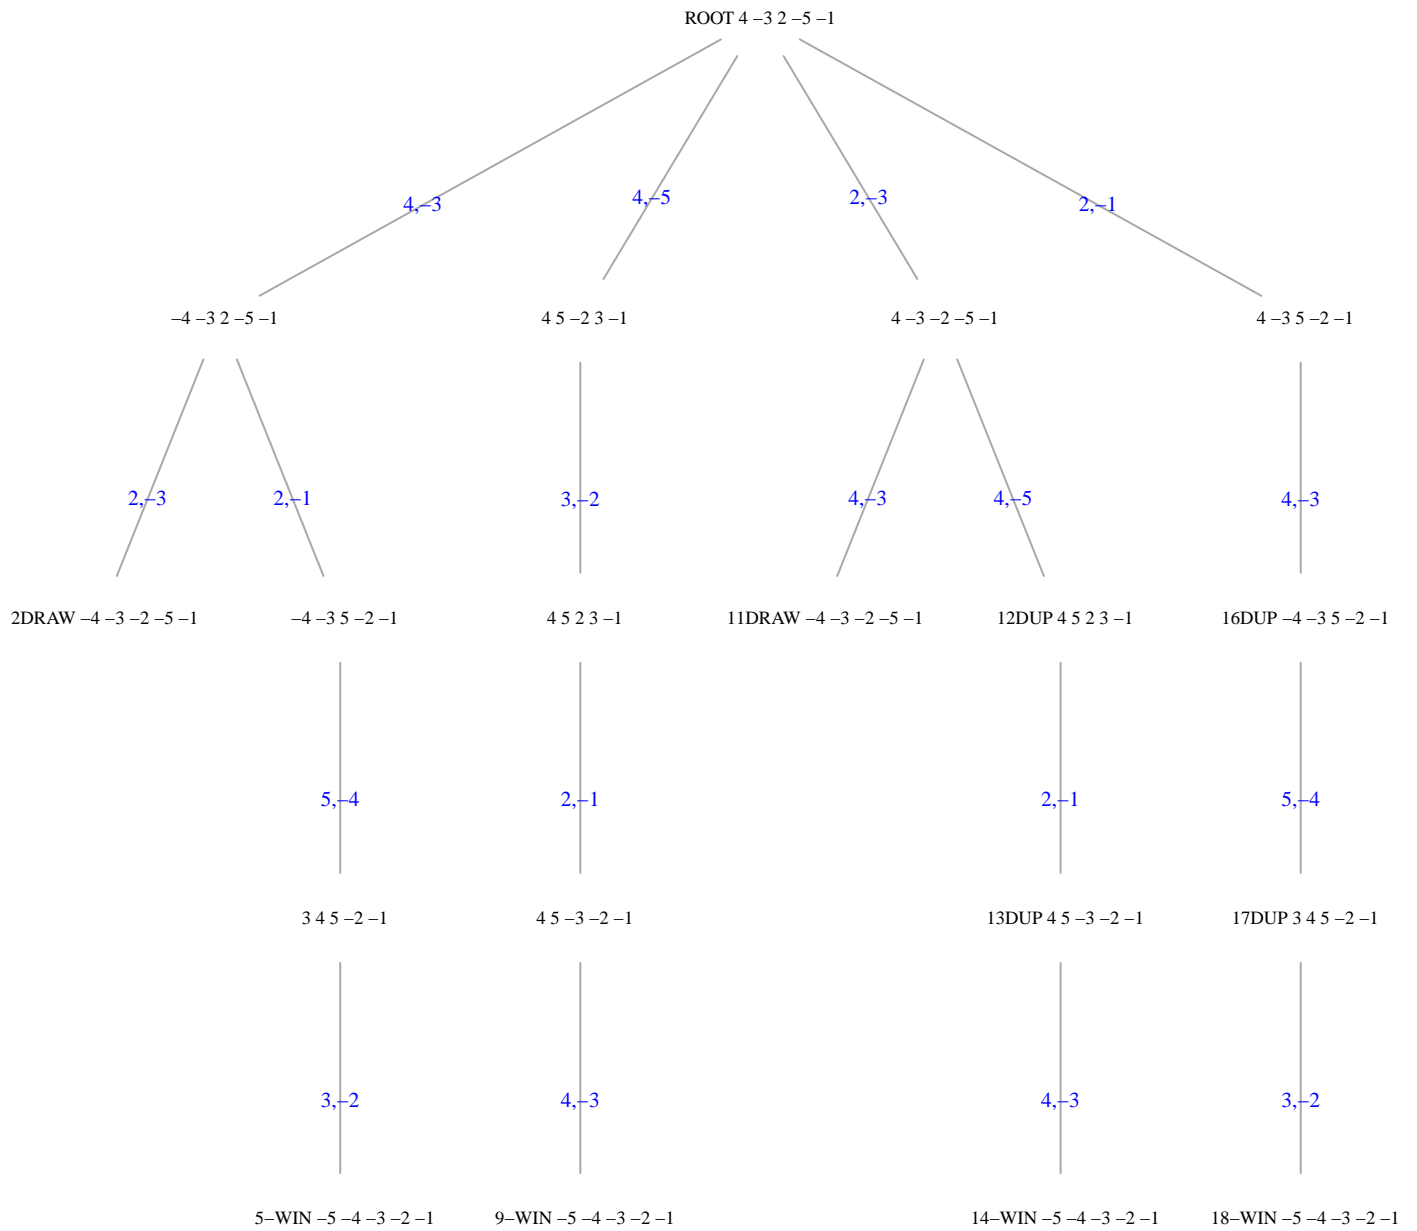 ROOT 4 –3 2 –5 –1
4,–3
4,–5
2,–3
2,–1
–4 –3 2 –5 –1
4 5 –2 3 –1
4 –3 –2 –5 –1
4 –3 5 –2 –1
2,–3
2,–1
3,–2
4,–3
4,–5
4,–3
2DRAW –4 –3 –2 –5 –1
–4 –3 5 –2 –1
4 5 2 3 –1
11DRAW –4 –3 –2 –5 –1
12DUP 4 5 2 3 –1
16DUP –4 –3 5 –2 –1
5,–4
2,–1
2,–1
5,–4
3 4 5 –2 –1
4 5 –3 –2 –1
13DUP 4 5 –3 –2 –1
17DUP 3 4 5 –2 –1
3,–2
4,–3
4,–3
3,–2
5–WIN –5 –4 –3 –2 –1
9–WIN –5 –4 –3 –2 –1
14–WIN –5 –4 –3 –2 –1
18–WIN –5 –4 –3 –2 –1